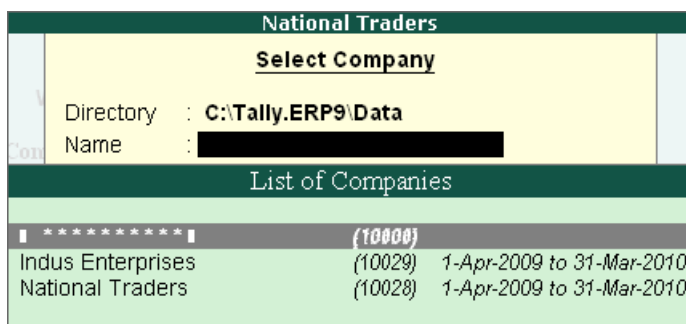 National Traders
Select Company
Directory : C:\Tally.ERP9\Data
Name :
List of Companies
* * * * * * * * * * (10000)
Indus Enterprises (10029) 1-Apr-2009 to 31-Mar-2010
National Traders (10028) 1-Apr-2009 to 31-Mar-2010